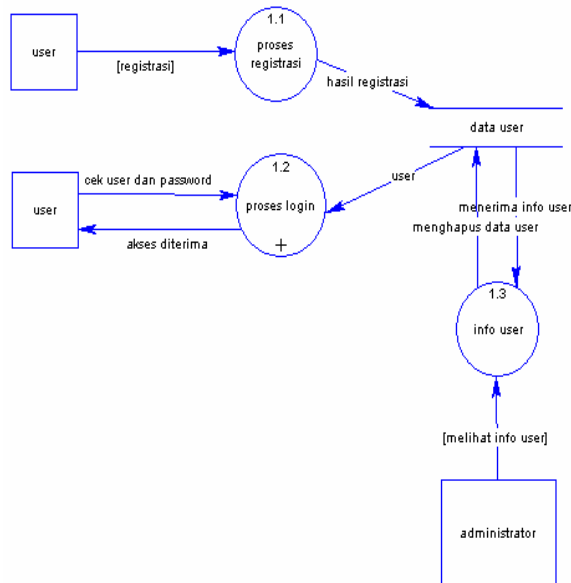 1.1
user
proses
registrasi
[registrasi]
hasil registrasi
data user
cek user dan password
1.2
user
user
proses login
akses diterima
+
menerima info user
menghapus data user
1.3
info user
[melihat info user]
administrator